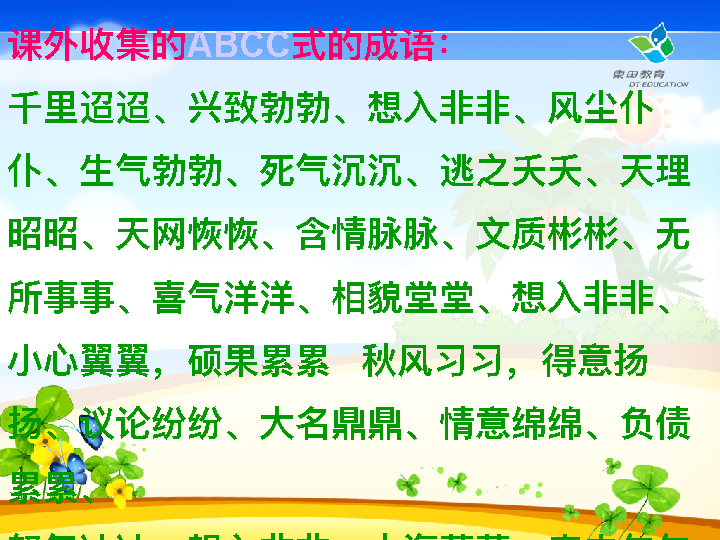 课外收集的ABCC式的成语：
東田教育
DT EDUCATION
千里迢迢、兴致勃勃、想入非非、风尘仆
仆、生气勃勃、死气沉沉、逃之夭夭、天理
昭昭、天网恢恢、含情脉脉、文质彬彬、无
所事事、喜气洋洋、相貌堂堂、想入非非、
小心翼翼，硕果累累　秋风习习，得意扬
扬、议论纷纷、大名鼎鼎、情意绵绵、负债
累累、